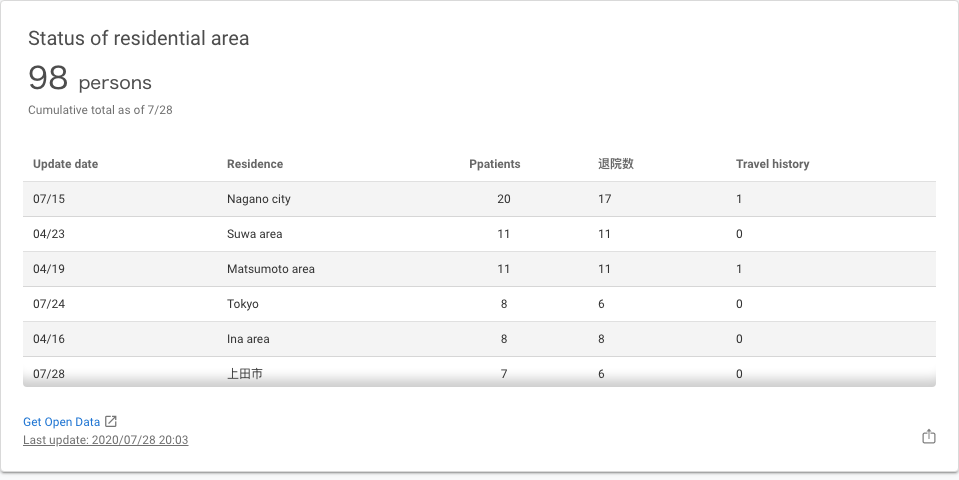 Status of residential area
98 persons
Cumulative total as of 7/28
Update date Residence Ppatients 退院数 Travel history
07/15 Nagano city 20 17 1
04/23 Suwa area 11 11 0
04/19 Matsumoto area 11 11 1
07/24 Tokyo 8 6 0
04/16 Ina area 8 8 0
07/28 上田市 7 6 0
Get Open Data
Last update: 2020/07/28 20:03